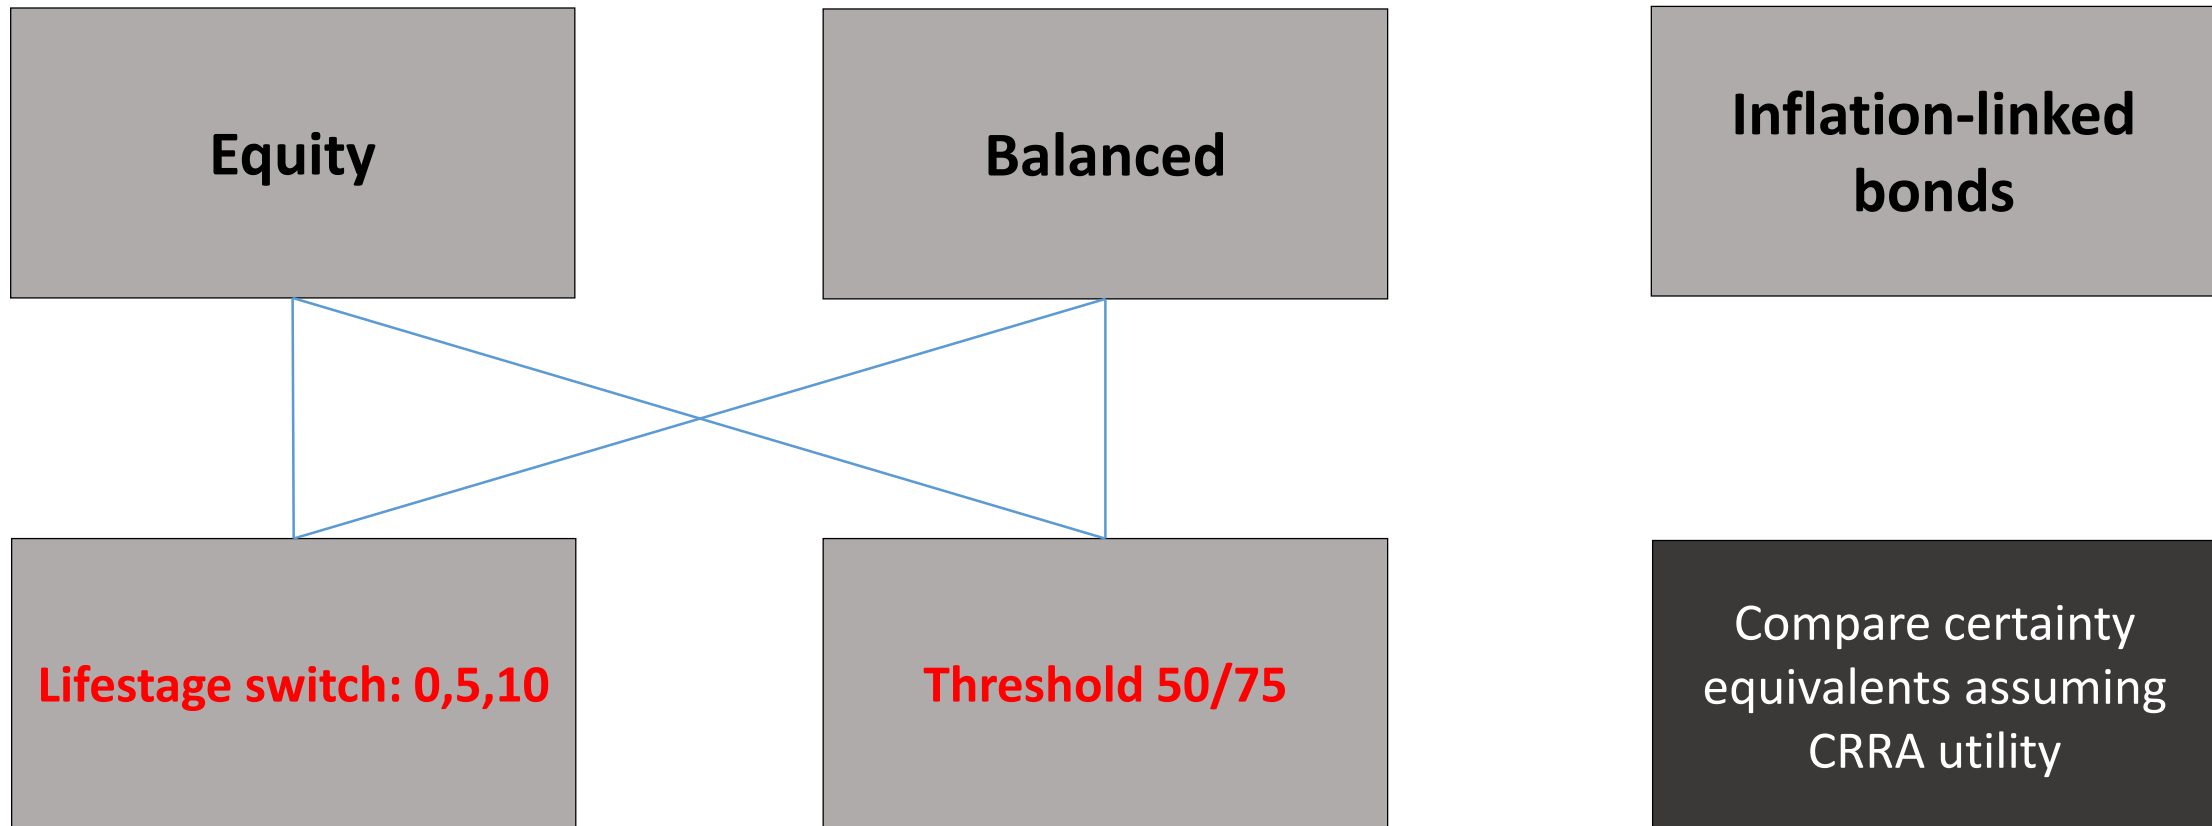 Equity
Balanced
Inflation-linked
bonds
Lifestage switch: 0,5,10
Threshold 50/75
Compare certainty
equivalents assuming
CRRA utility